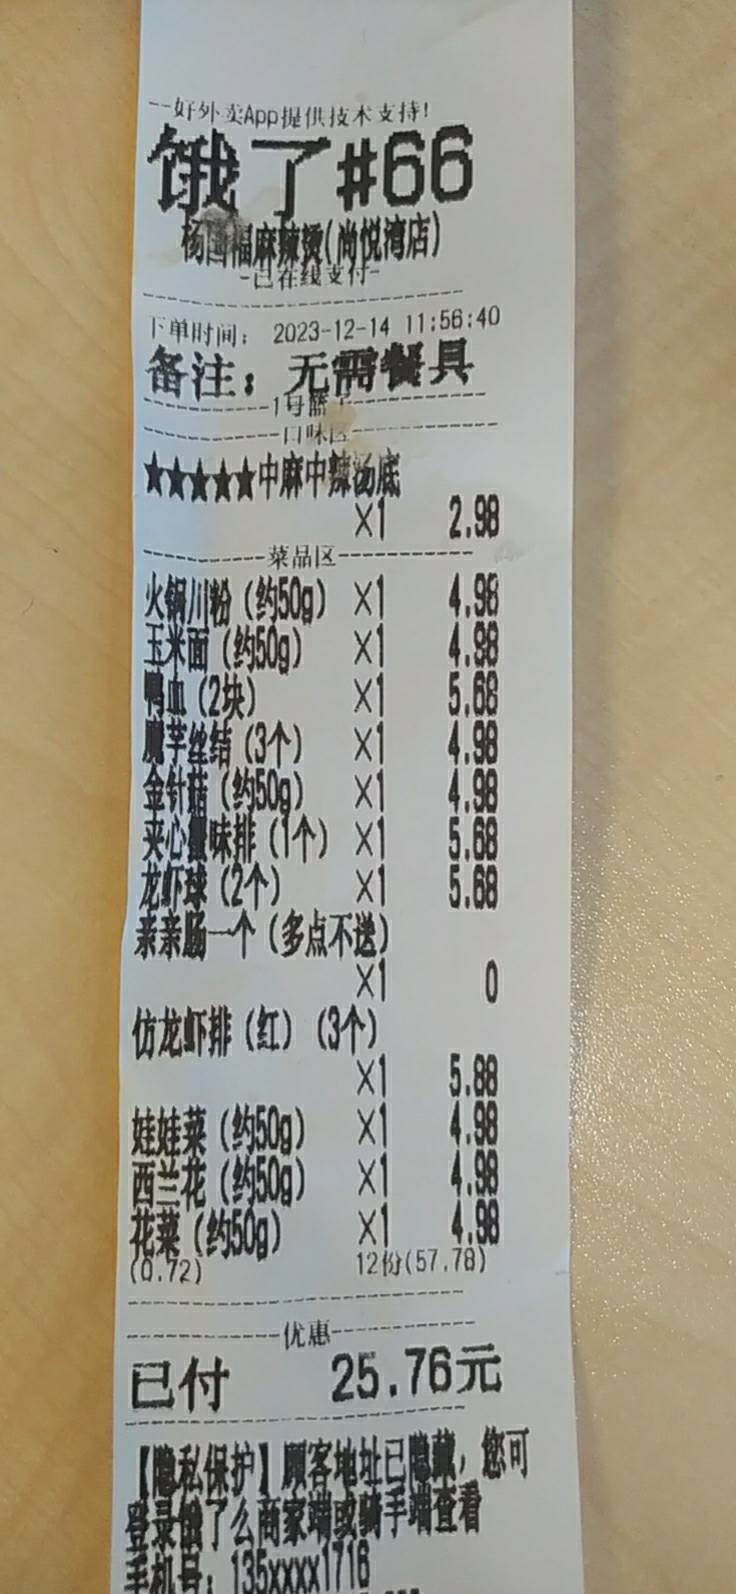 --好外卖App提供技术支持!
饿了#66
杨国福麻辣烫(尚悦湾店)
-已在线支付-
下单时间: 2023-12-14 11:56:40
备注: 无需餐具
1号篮子
口味区
★★★★★中麻中辣汤底
X1 2.98
菜品区
火锅川粉(约50g) X1 4.98
玉米面(约50g) X1 4.98
鸭血(2块) X1 5.68
魔芋丝结(3个) X1 4.98
金针菇(约50g) X1 4.98
夹心撒味排(1个) X1 5.68
龙虾球(2个) X1 5.68
亲亲肠一个(多点不送)
X1 0
仿龙虾排(红)(3个)
X1 5.88
娃娃菜(约50g) X1 4.98
西兰花(约50g) X1 4.98
花菜(约50g) X1 4.98
(0.72) 12份(57.78)
优惠
已付 25.76元
【隐私保护】顾客地址已隐藏,您可
登录饿了么商家端或骑手端查看
手机号: 135xxxx1716